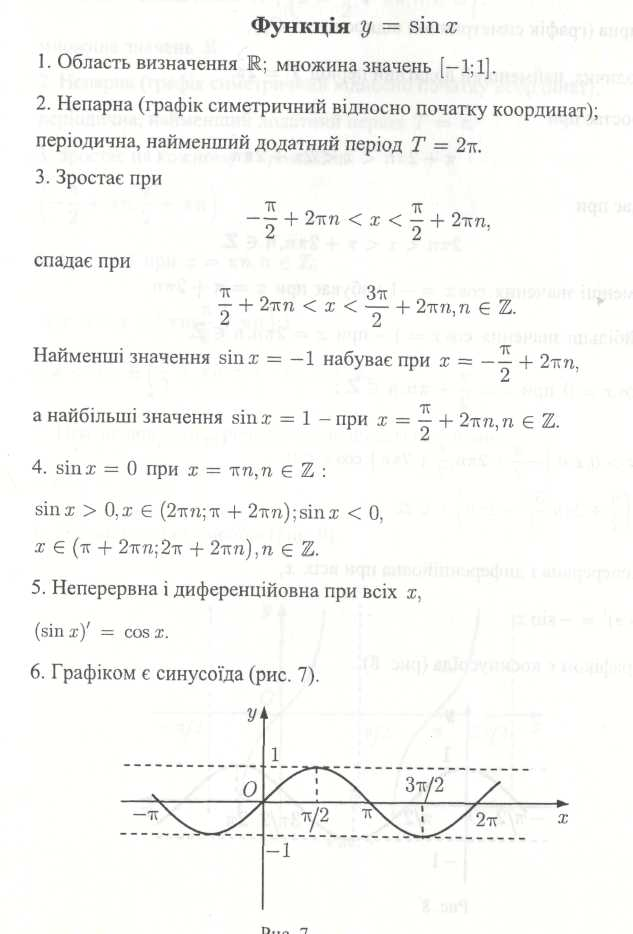 Функція y = sin x
1. Область визначення ℝ; множина значень [−1;1].
2. Непарна (графік симетричний відносно початку координат);
періодична, найменший додатний період T = 2π.
3. Зростає при
−π/2 + 2πn < x < π/2 + 2πn,
спадає при
π/2 + 2πn < x < 3π/2 + 2πn, n ∈ ℤ.
Найменші значення sin x = −1 набуває при x = −π/2 + 2πn,
а найбільші значення sin x = 1 – при x = π/2 + 2πn, n ∈ ℤ.
4. sin x = 0 при x = πn, n ∈ ℤ :
sin x > 0, x ∈ (2πn; π + 2πn); sin x < 0,
x ∈ (π + 2πn; 2π + 2πn), n ∈ ℤ.
5. Неперервна і диференційовна при всіх x,
(sin x)′ = cos x.
6. Графіком є синусоїда (рис. 7).
y
1
O 3π/2
−π π/2 π 2π x
−1
Рис. 7